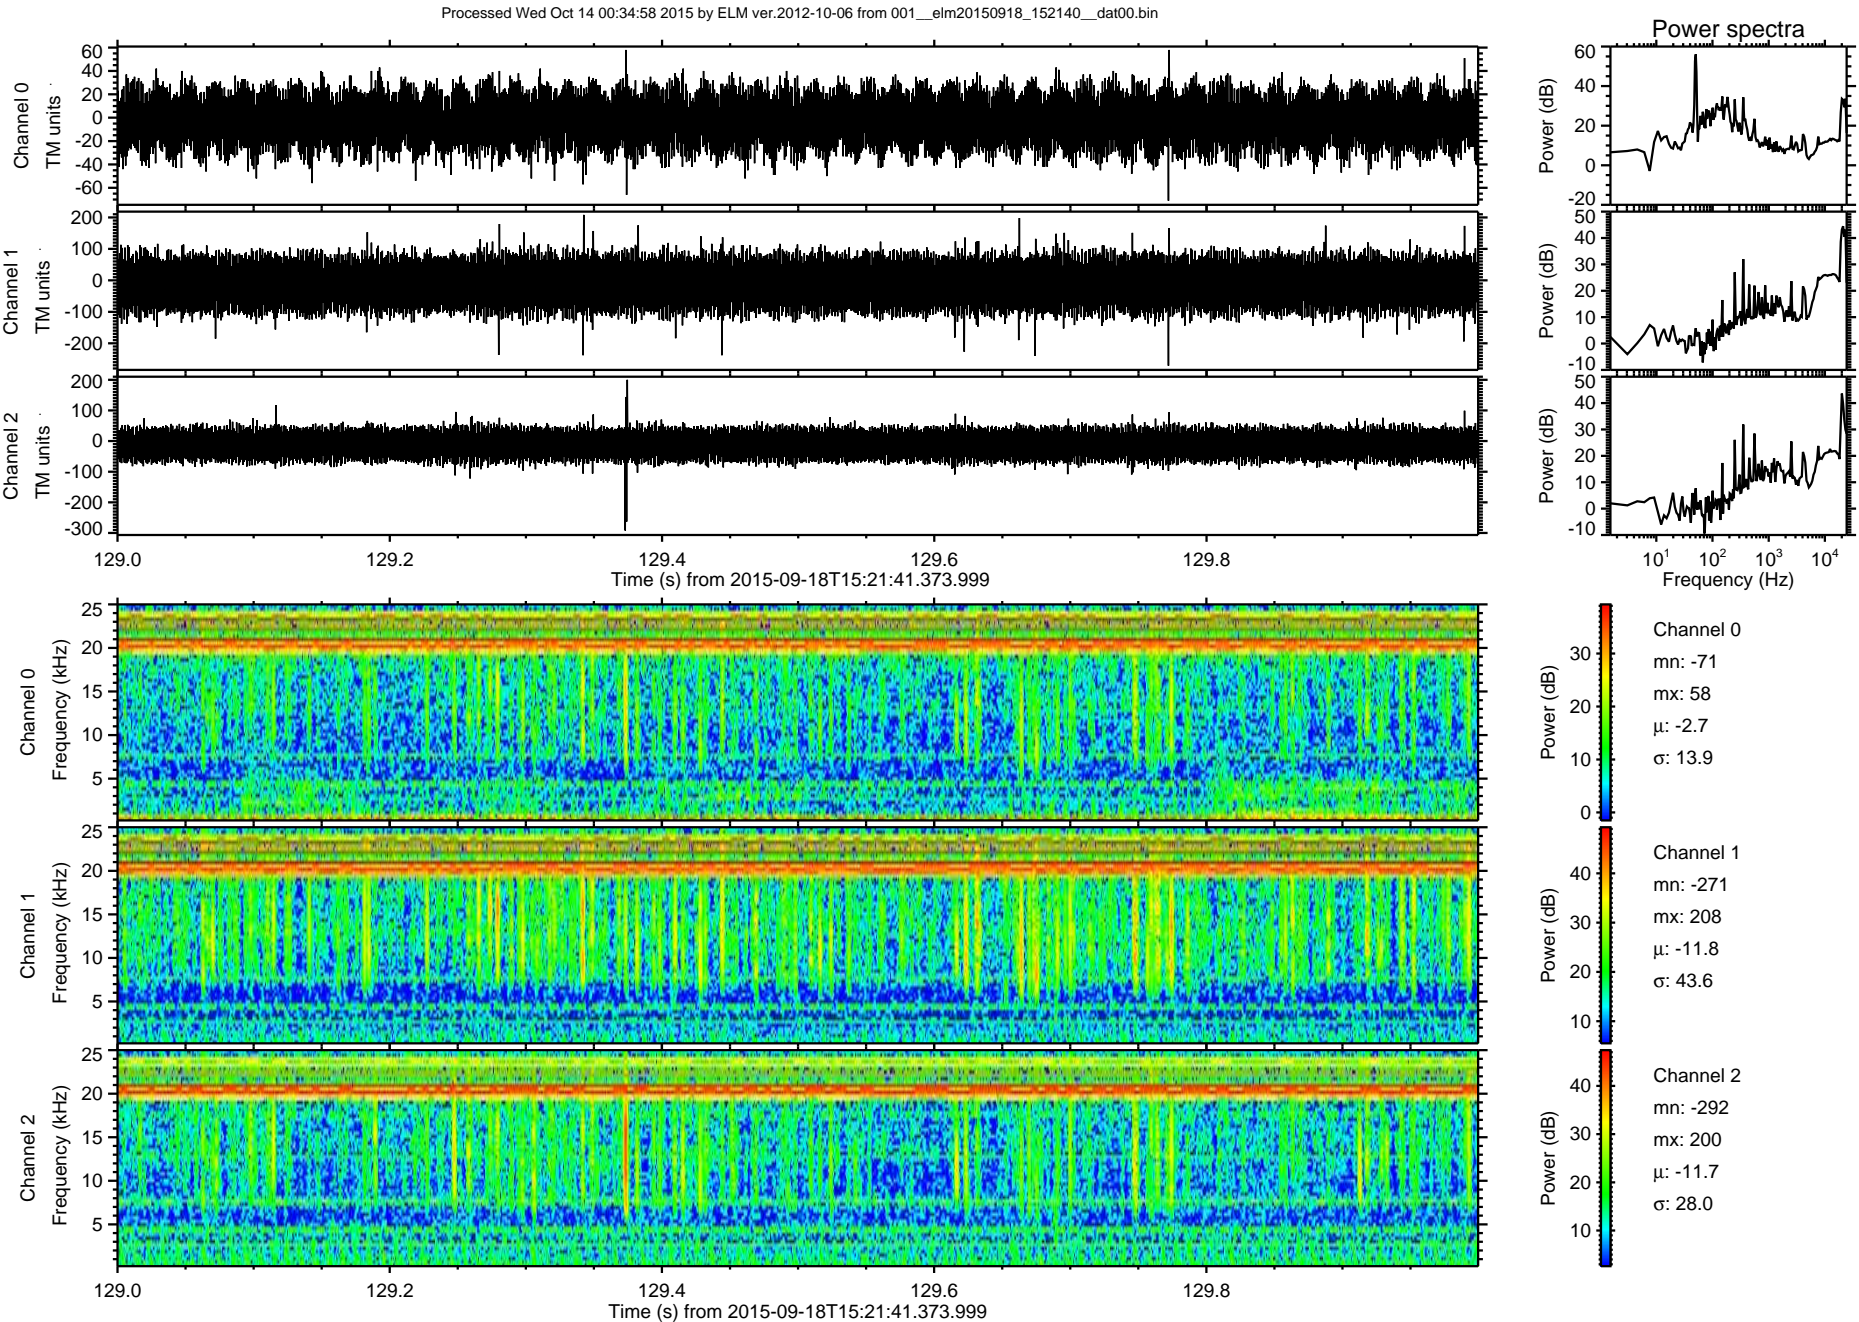 Processed Wed Oct 14 00:34:58 2015 by ELM ver.2012-10-06 from 001__elm20150918_152140__dat00.bin
Power spectra
Channel 0
TM units
60
40
20
0
-20
-40
-60
Power (dB)
60
40
20
0
-20
Channel 1
TM units
200
100
0
-100
-200
Power (dB)
50
40
30
20
10
0
-10
Channel 2
TM units
200
100
0
-100
-200
-300
Power (dB)
50
40
30
20
10
0
-10
129.0 129.2 129.4 129.6 129.8
Time (s) from 2015-09-18T15:21:41.373.999
10¹ 10² 10³ 10⁴
Frequency (Hz)
Channel 0
Frequency (kHz)
25
20
15
10
5
Power (dB)
30
20
10
0
Channel 0
mn: -71
mx: 58
μ: -2.7
σ: 13.9
Channel 1
Frequency (kHz)
25
20
15
10
5
Power (dB)
40
30
20
10
Channel 1
mn: -271
mx: 208
μ: -11.8
σ: 43.6
Channel 2
Frequency (kHz)
25
20
15
10
5
Power (dB)
40
30
20
10
Channel 2
mn: -292
mx: 200
μ: -11.7
σ: 28.0
129.0 129.2 129.4 129.6 129.8
Time (s) from 2015-09-18T15:21:41.373.999